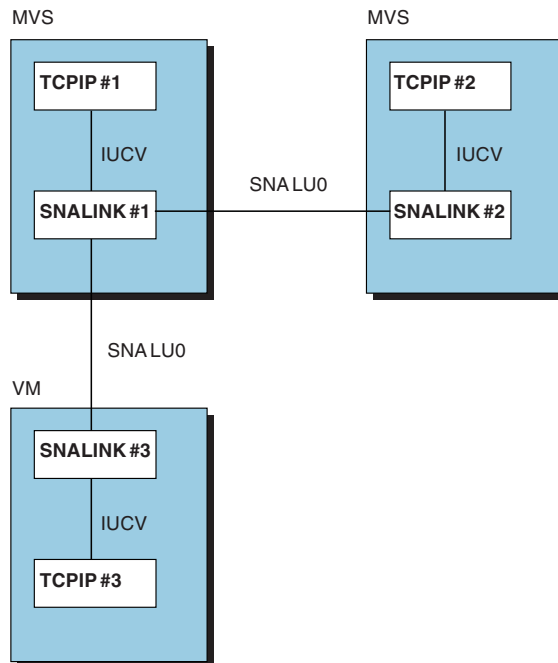 MVS
TCPIP #1
IUCV
SNALINK #1
SNA LU0
MVS
TCPIP #2
IUCV
SNALINK #2
SNA LU0
VM
SNALINK #3
IUCV
TCPIP #3